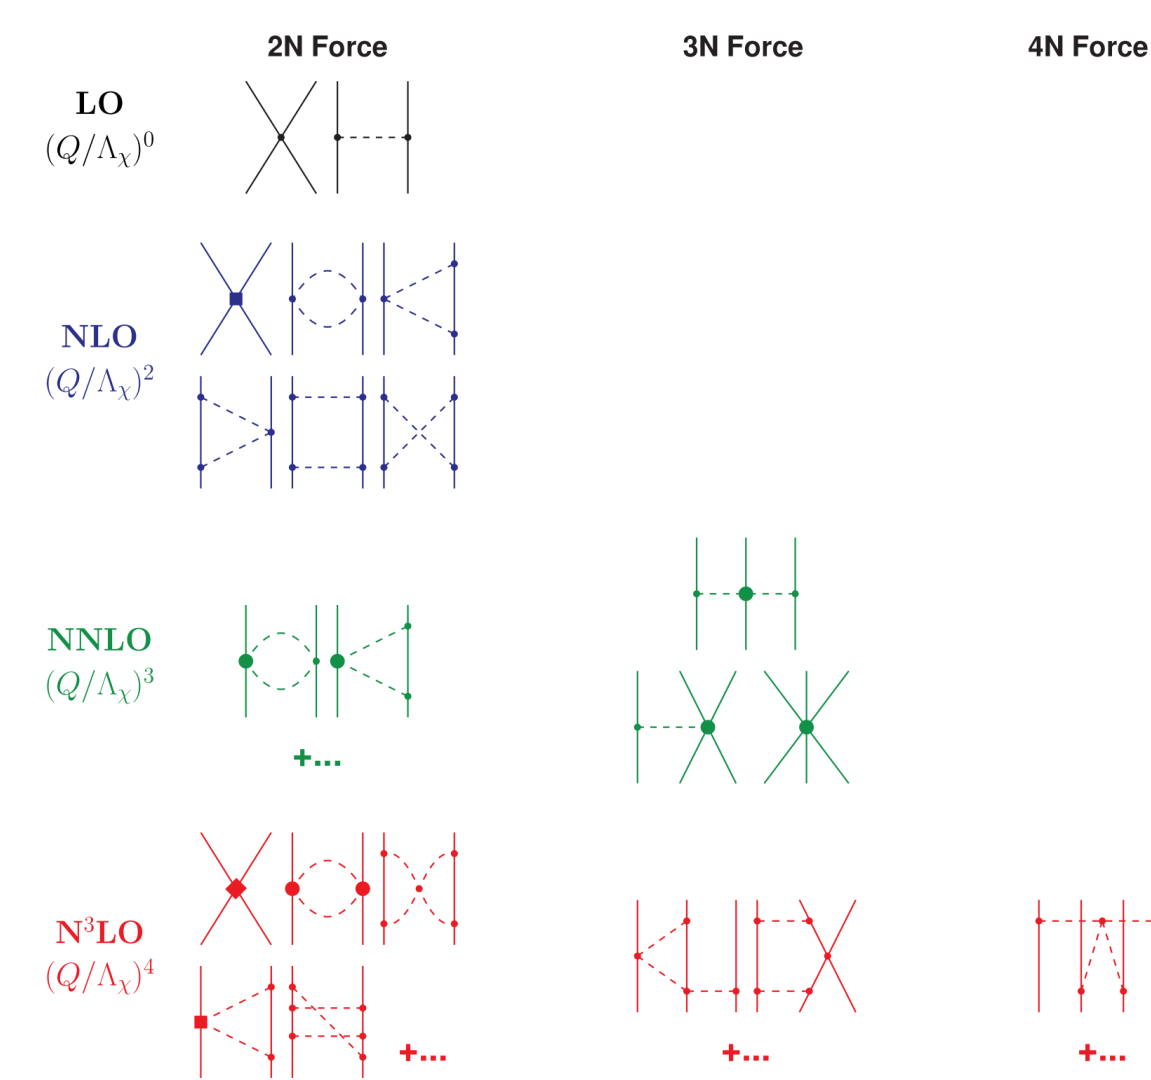 2N Force 3N Force 4N Force
LO
(Q/Λχ)⁰
NLO
(Q/Λχ)²
NNLO
(Q/Λχ)³
+...
N³LO
(Q/Λχ)⁴
+... +... +...